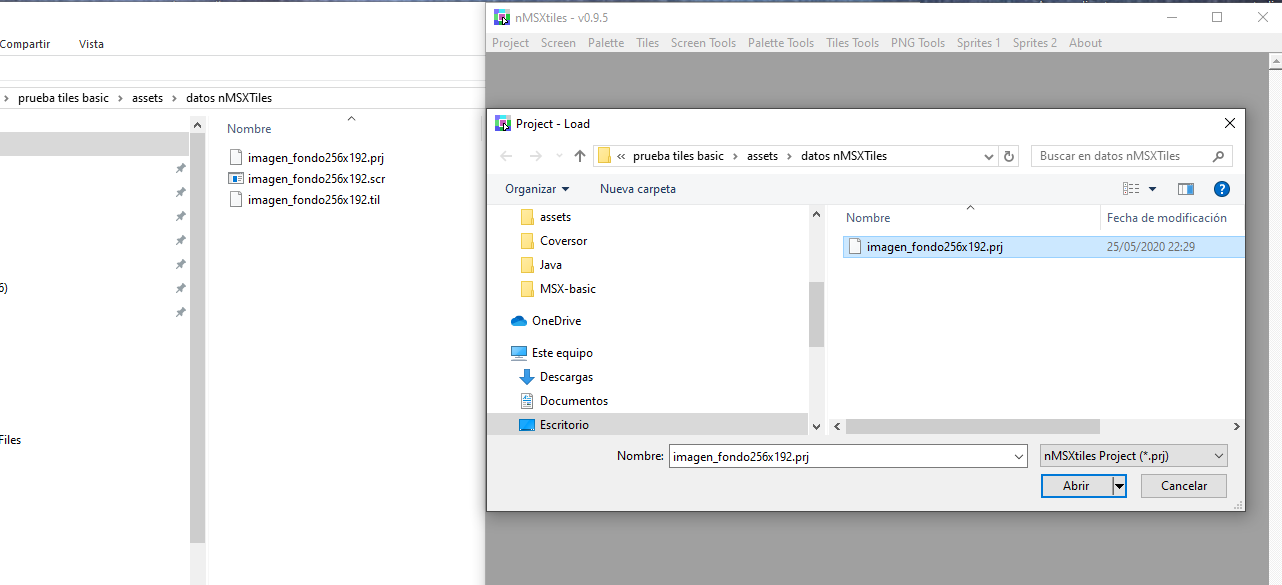 Compartir Vista
prueba tiles basic assets datos nMSXTiles
Nombre
imagen_fondo256x192.prj
imagen_fondo256x192.scr
imagen_fondo256x192.til
6)
Files
nMSXtiles - v0.9.5
Project Screen Palette Tiles Screen Tools Palette Tools Tiles Tools PNG Tools Sprites 1 Sprites 2 About
Project - Load
« prueba tiles basic assets datos nMSXTiles
Buscar en datos nMSXTiles
Organizar Nueva carpeta
assets
Coversor
Java
MSX-basic
OneDrive
Este equipo
Descargas
Documentos
Escritorio
Nombre Fecha de modificación
imagen_fondo256x192.prj 25/05/2020 22:29
Nombre: imagen_fondo256x192.prj nMSXtiles Project (*.prj)
Abrir Cancelar